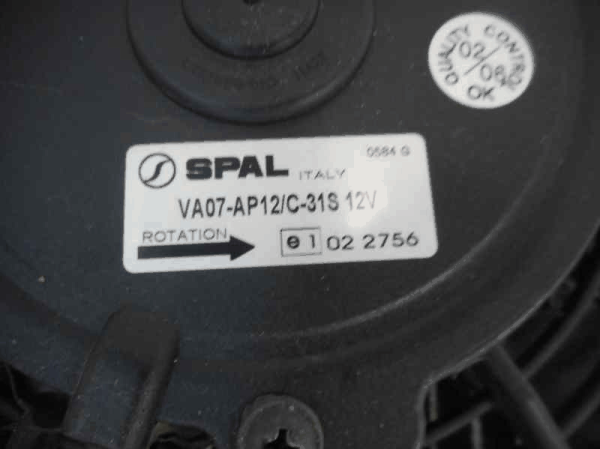 QUALITY CONTROL
02/08
OK
SPAL ITALY 0584 G
VA07-AP12/C-31S 12V
ROTATION
e1 02 2756